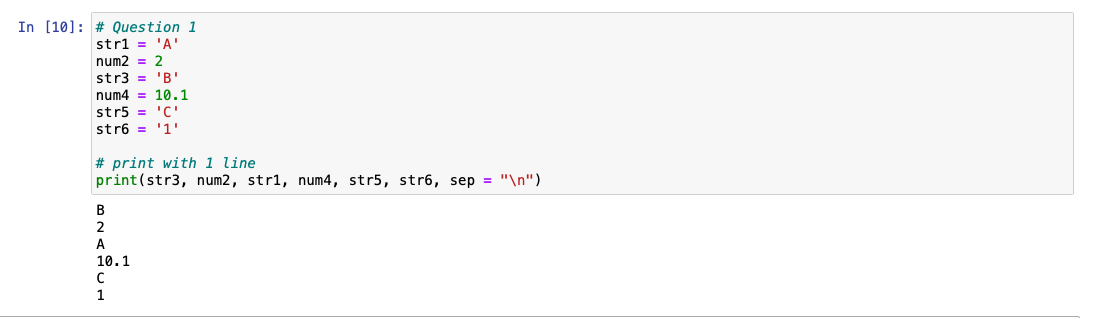 In [10]: # Question 1
str1 = 'A'
num2 = 2
str3 = 'B'
num4 = 10.1
str5 = 'C'
str6 = '1'
# print with 1 line
print(str3, num2, str1, num4, str5, str6, sep = "\n")
B
2
A
10.1
C
1